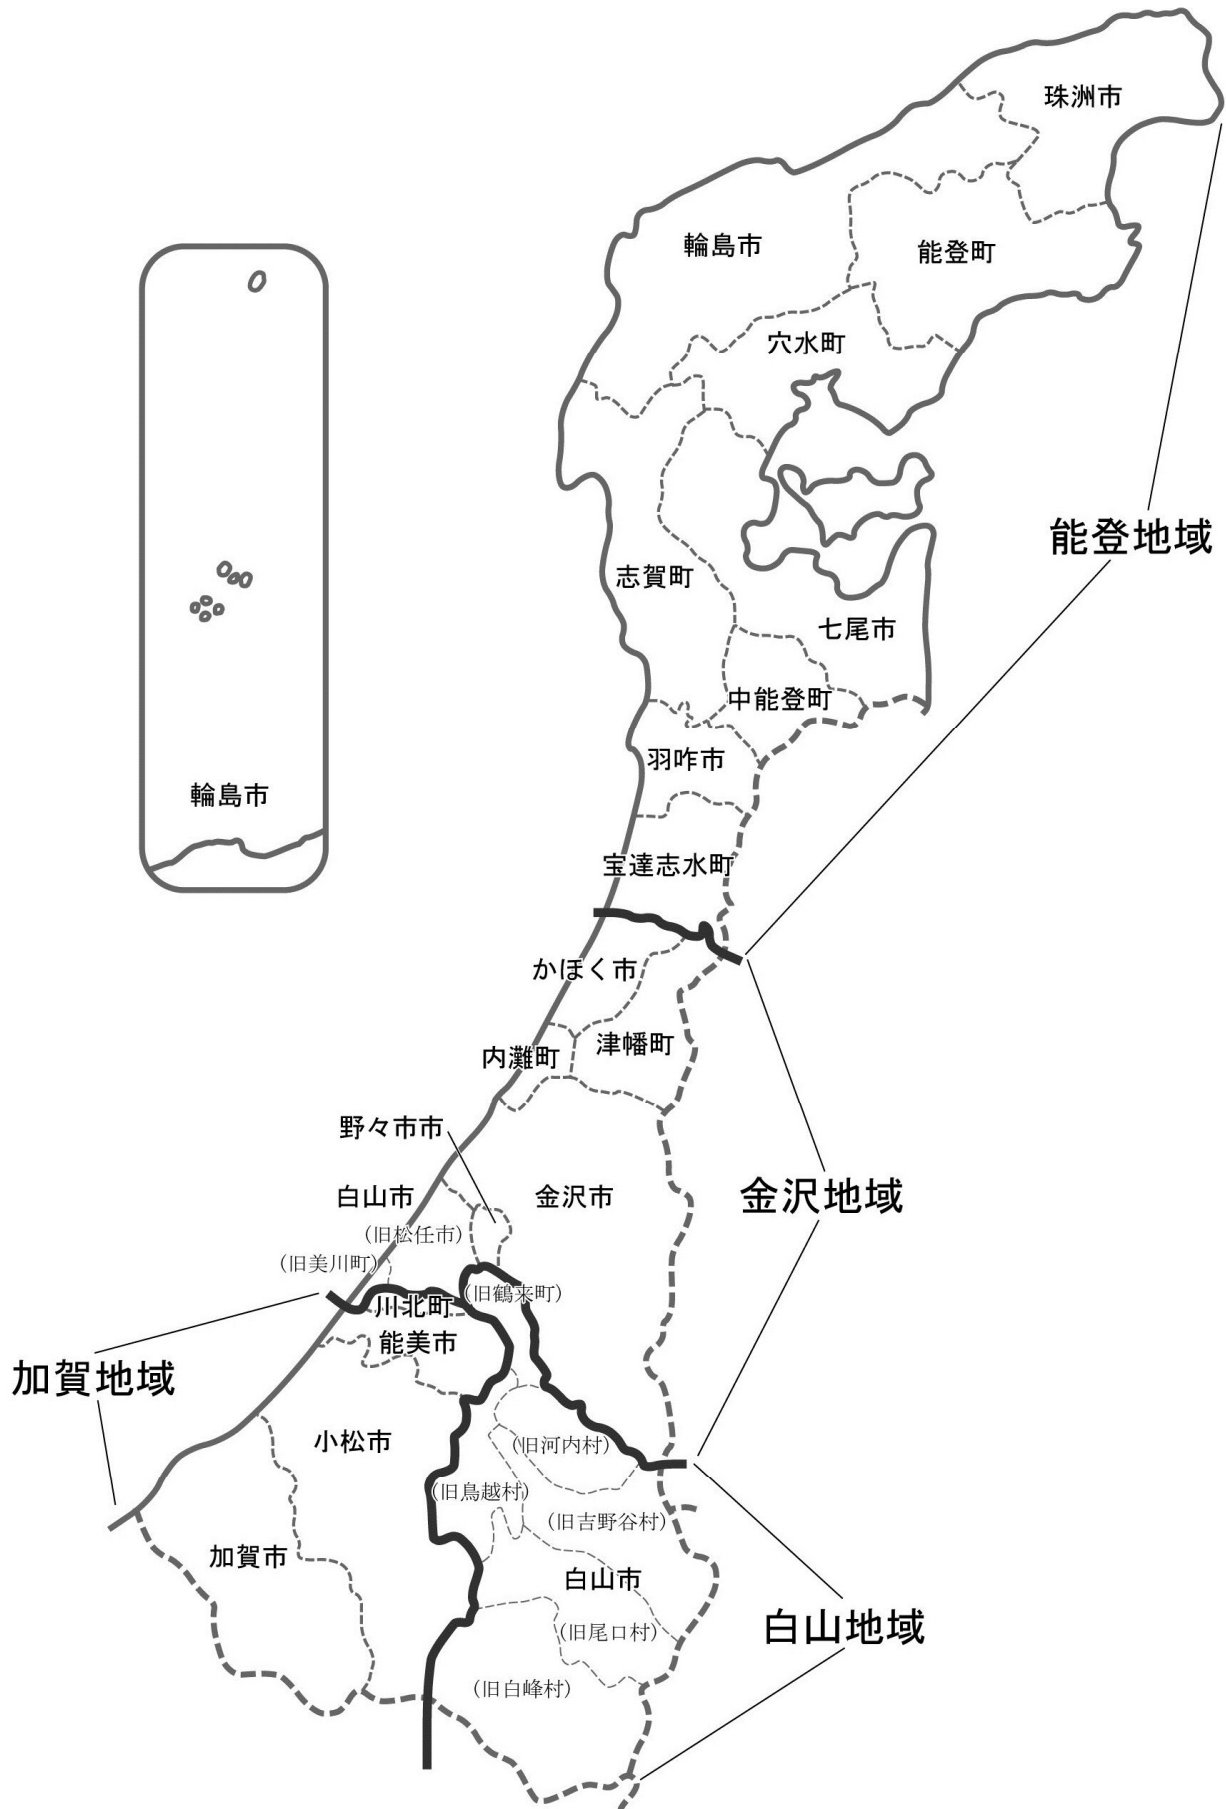 珠洲市
輪島市
能登町
穴水町
能登地域
志賀町
七尾市
中能登町
羽咋市
輪島市
宝達志水町
かほく市
津幡町
内灘町
野々市市
白山市
金沢市
金沢地域
(旧松任市)
(旧美川町)
(旧鶴来町)
川北町
能美市
加賀地域
小松市
(旧河内村)
(旧鳥越村)
(旧吉野谷村)
加賀市
白山市
白山地域
(旧尾口村)
(旧白峰村)